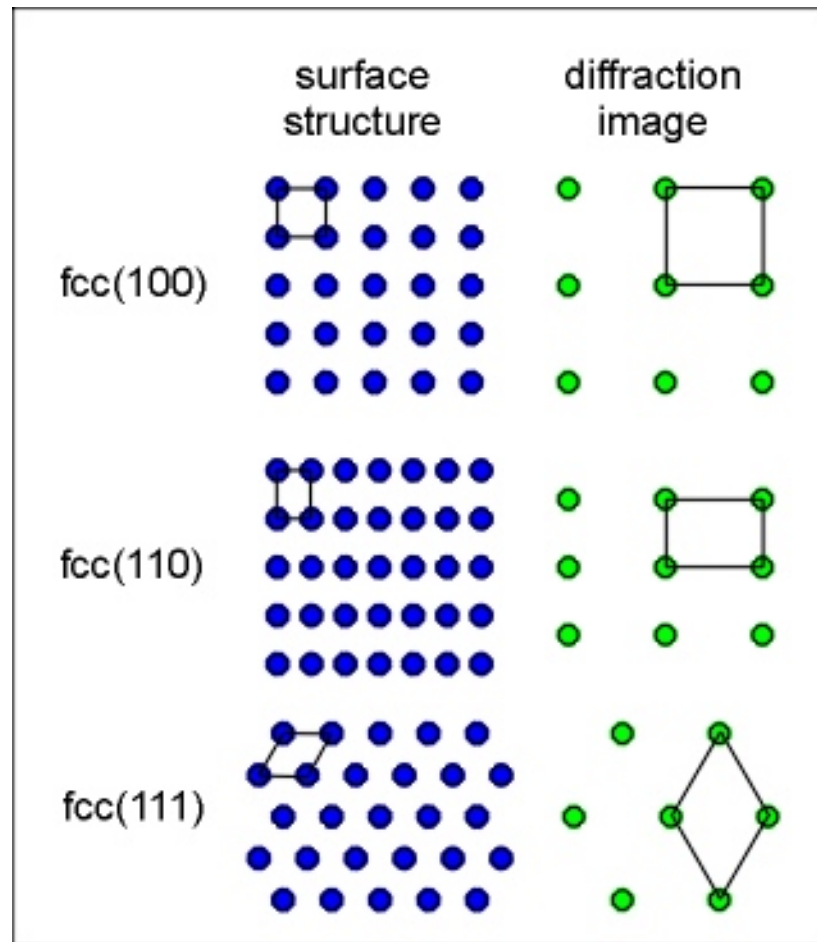 surface
structure
diffraction
image
fcc(100)
fcc(110)
fcc(111)